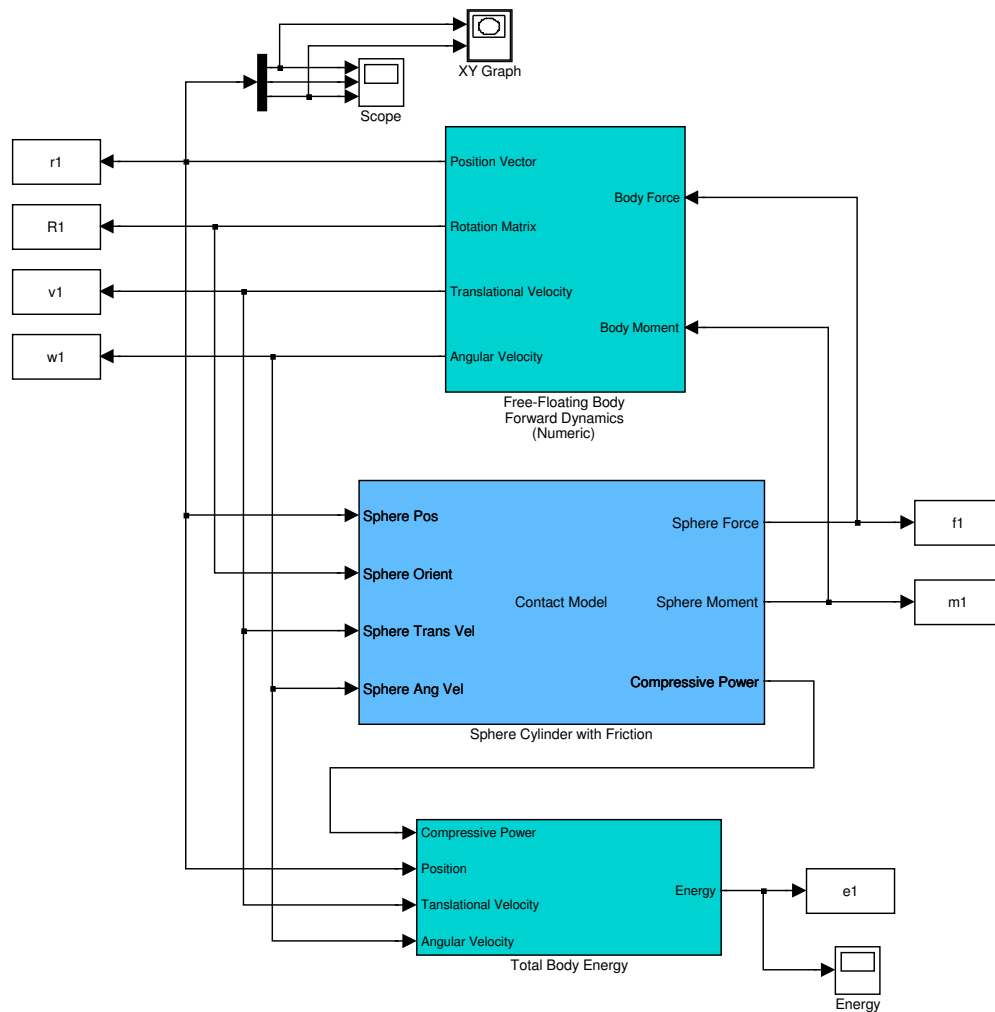 XY Graph
Scope
r1
R1
v1
w1
Position Vector
Rotation Matrix
Translational Velocity
Angular Velocity
Body Force
Body Moment
Free-Floating Body
Forward Dynamics
(Numeric)
Sphere Pos
Sphere Orient
Sphere Trans Vel
Sphere Ang Vel
Contact Model
Sphere Force
Sphere Moment
Compressive Power
Sphere Cylinder with Friction
f1
m1
Compressive Power
Position
Tanslational Velocity
Angular Velocity
Energy
Total Body Energy
e1
Energy